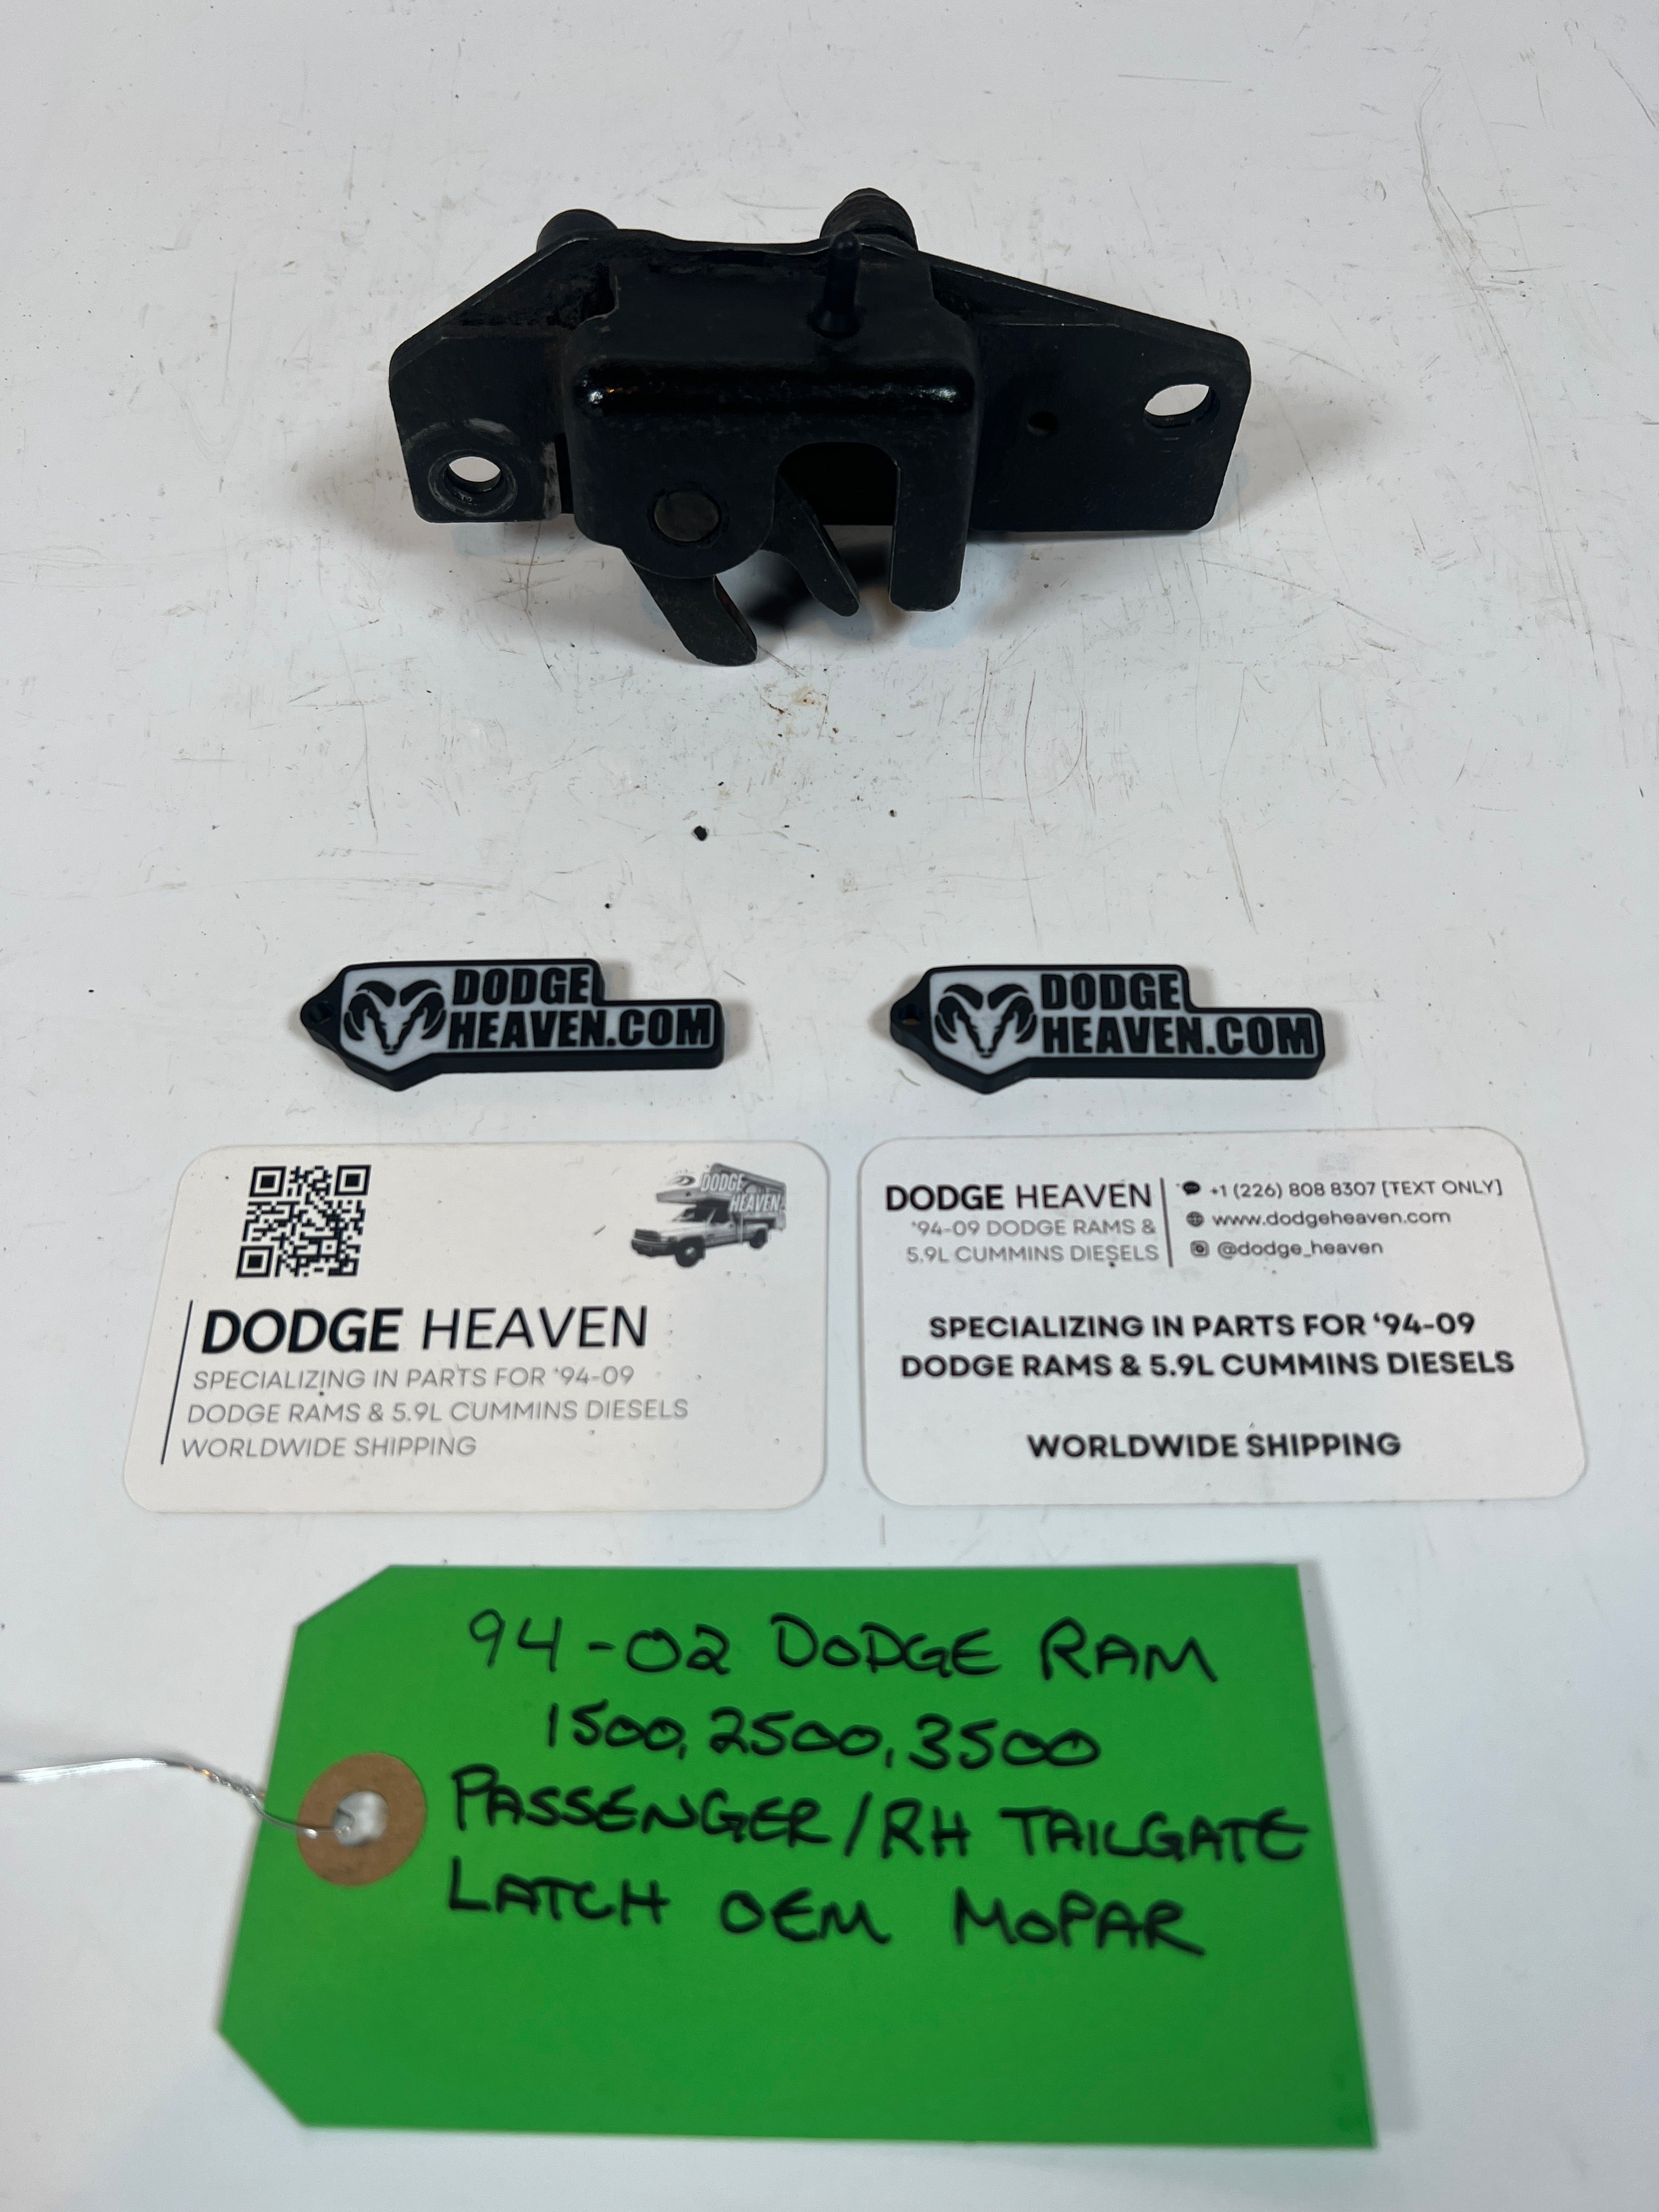 DODGE
HEAVEN.COM
DODGE
HEAVEN.COM
DODGE
HEAVEN
DODGE HEAVEN
SPECIALIZING IN PARTS FOR '94-09
DODGE RAMS & 5.9L CUMMINS DIESELS
WORLDWIDE SHIPPING
DODGE HEAVEN
'94-09 DODGE RAMS &
5.9L CUMMINS DIESELS
+1 (226) 808 8307 [TEXT ONLY]
www.dodgeheaven.com
@dodge_heaven
SPECIALIZING IN PARTS FOR '94-09
DODGE RAMS & 5.9L CUMMINS DIESELS
WORLDWIDE SHIPPING
94-02 DODGE RAM
1500, 2500, 3500
PASSENGER/RH TAILGATE
LATCH OEM MOPAR